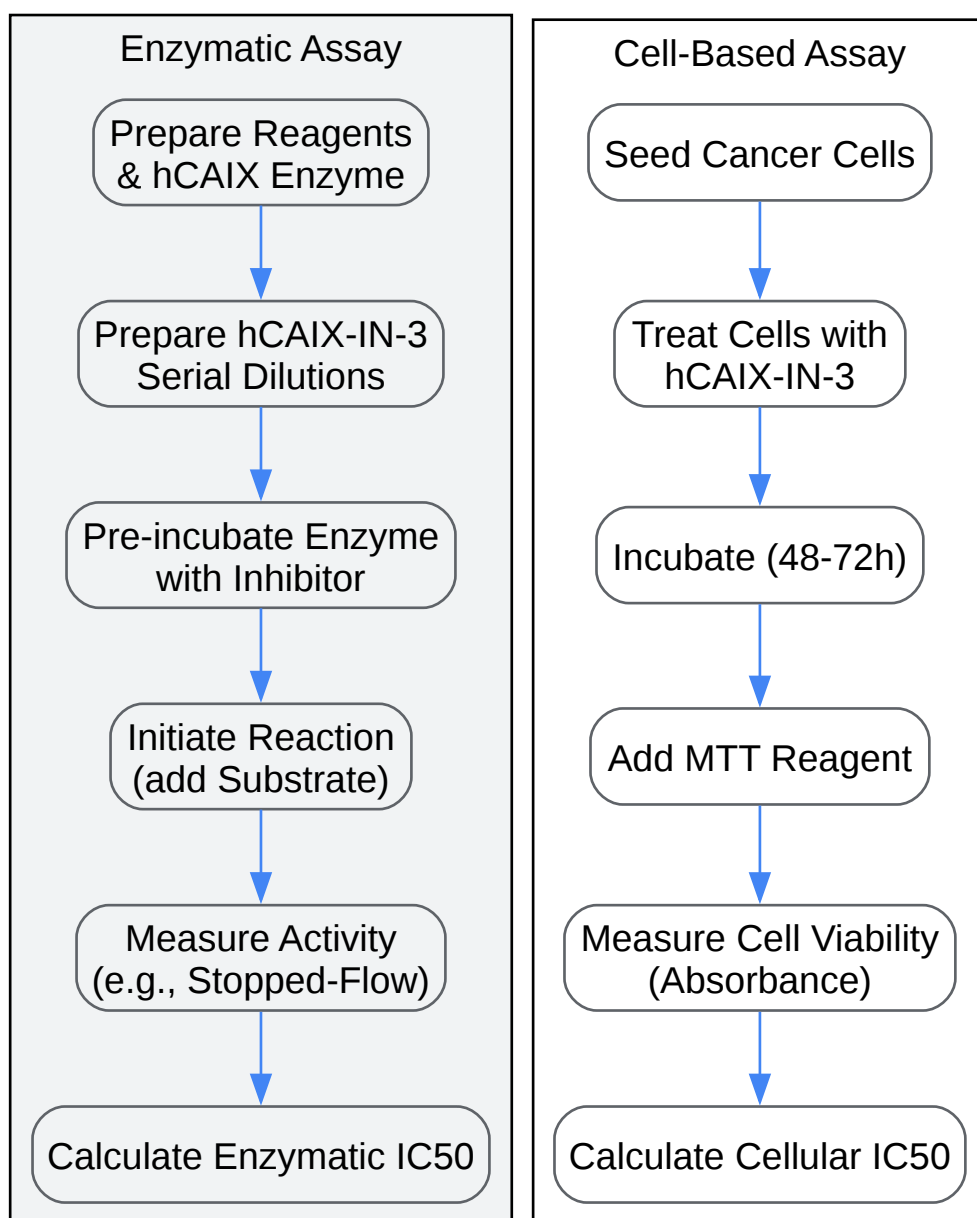 Enzymatic Assay
Prepare Reagents
& hCAIX Enzyme
Prepare hCAIX-IN-3
Serial Dilutions
Pre-incubate Enzyme
with Inhibitor
Initiate Reaction
(add Substrate)
Measure Activity
(e.g., Stopped-Flow)
Calculate Enzymatic IC50
Cell-Based Assay
Seed Cancer Cells
Treat Cells with
hCAIX-IN-3
Incubate (48-72h)
Add MTT Reagent
Measure Cell Viability
(Absorbance)
Calculate Cellular IC50